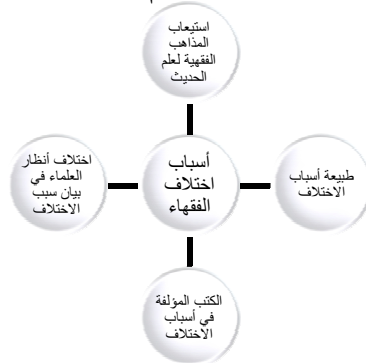 استيعاب
المذاهب
الفقهية لعلم
الحديث
طبيعة أسباب
الاختلاف
أسباب
اختلاف
الفقهاء
اختلاف أنظار
العلماء في
بيان سبب
الاختلاف
الكتب المؤلفة
في أسباب
الاختلاف